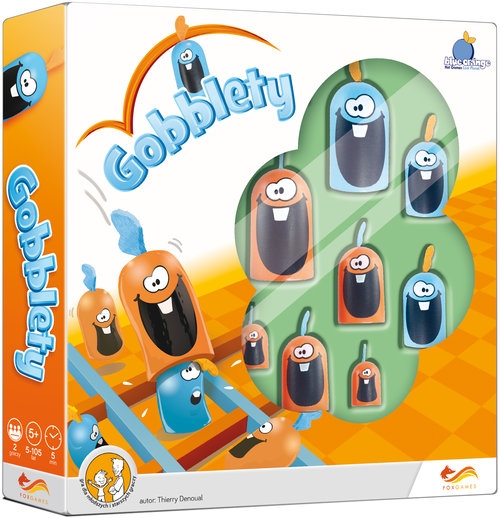 Gobblety
blue orange
Gobblety
2
graczy
5+
5-105
lat
5
min
gra dla młodszych i starszych graczy
autor: Thierry Denoual
FOXGAMES
FOXGAMES